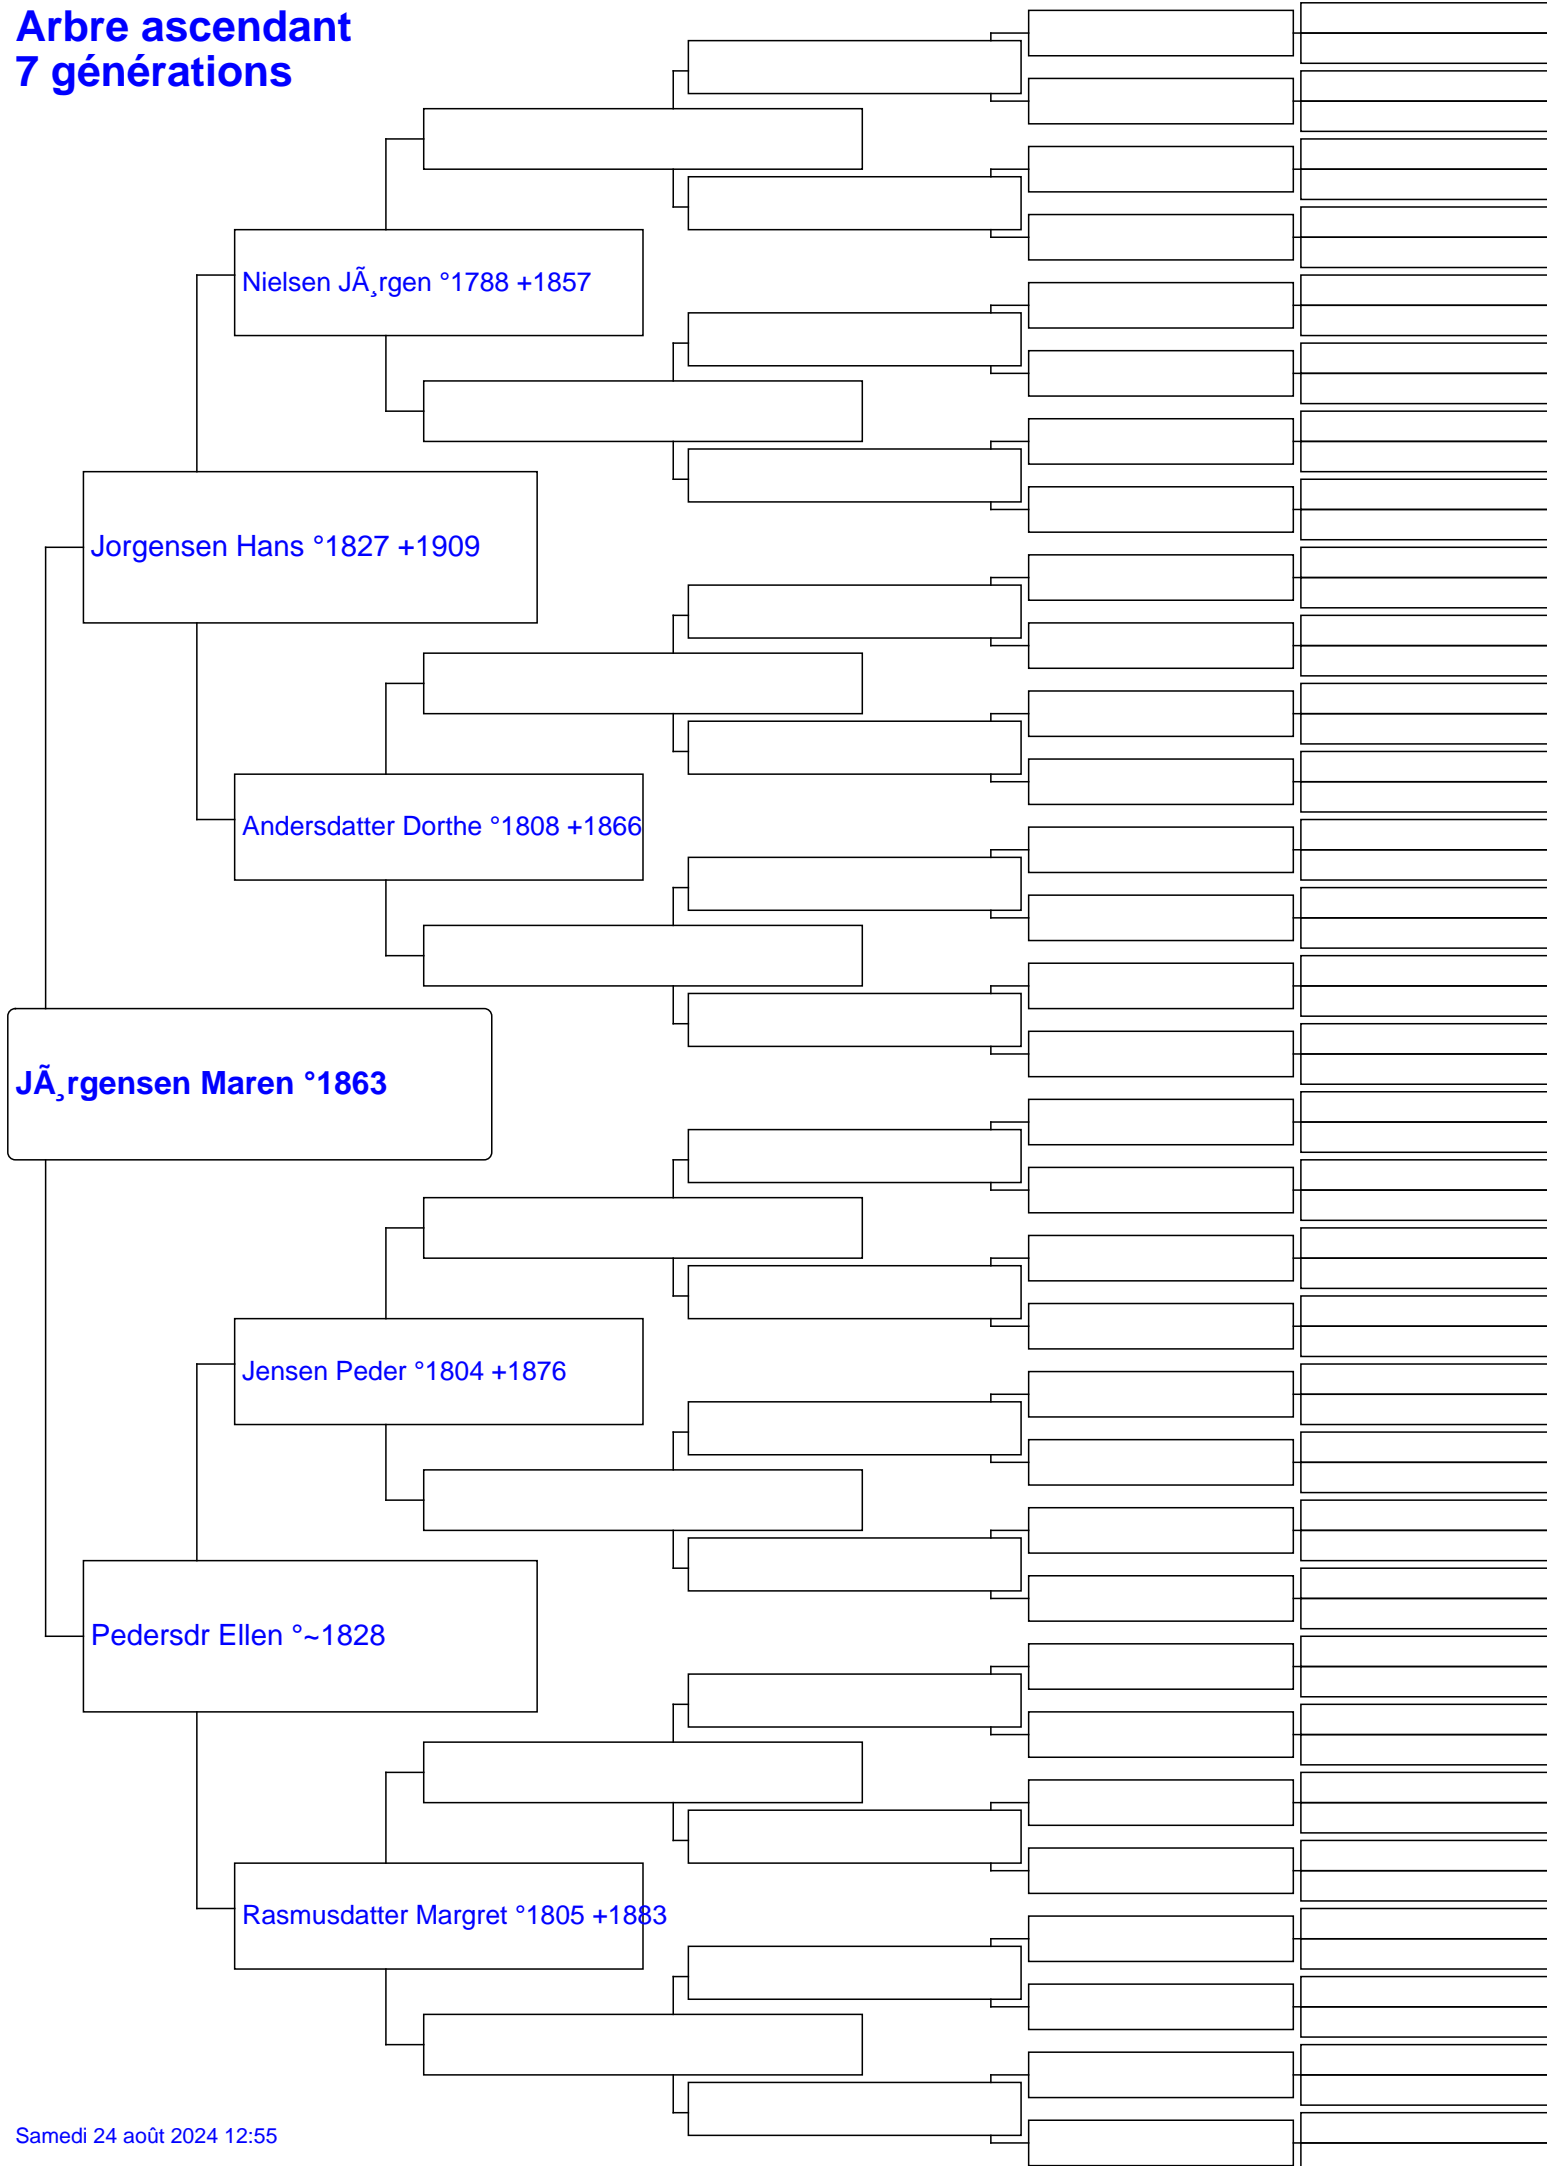 Arbre ascendant
7 générations
Nielsen JÃ¸rgen °1788 +1857
Jorgensen Hans °1827 +1909
Andersdatter Dorthe °1808 +1866
JÃ¸rgensen Maren °1863
Jensen Peder °1804 +1876
Pedersdr Ellen °~1828
Rasmusdatter Margret °1805 +1883
Samedi 24 août 2024 12:55